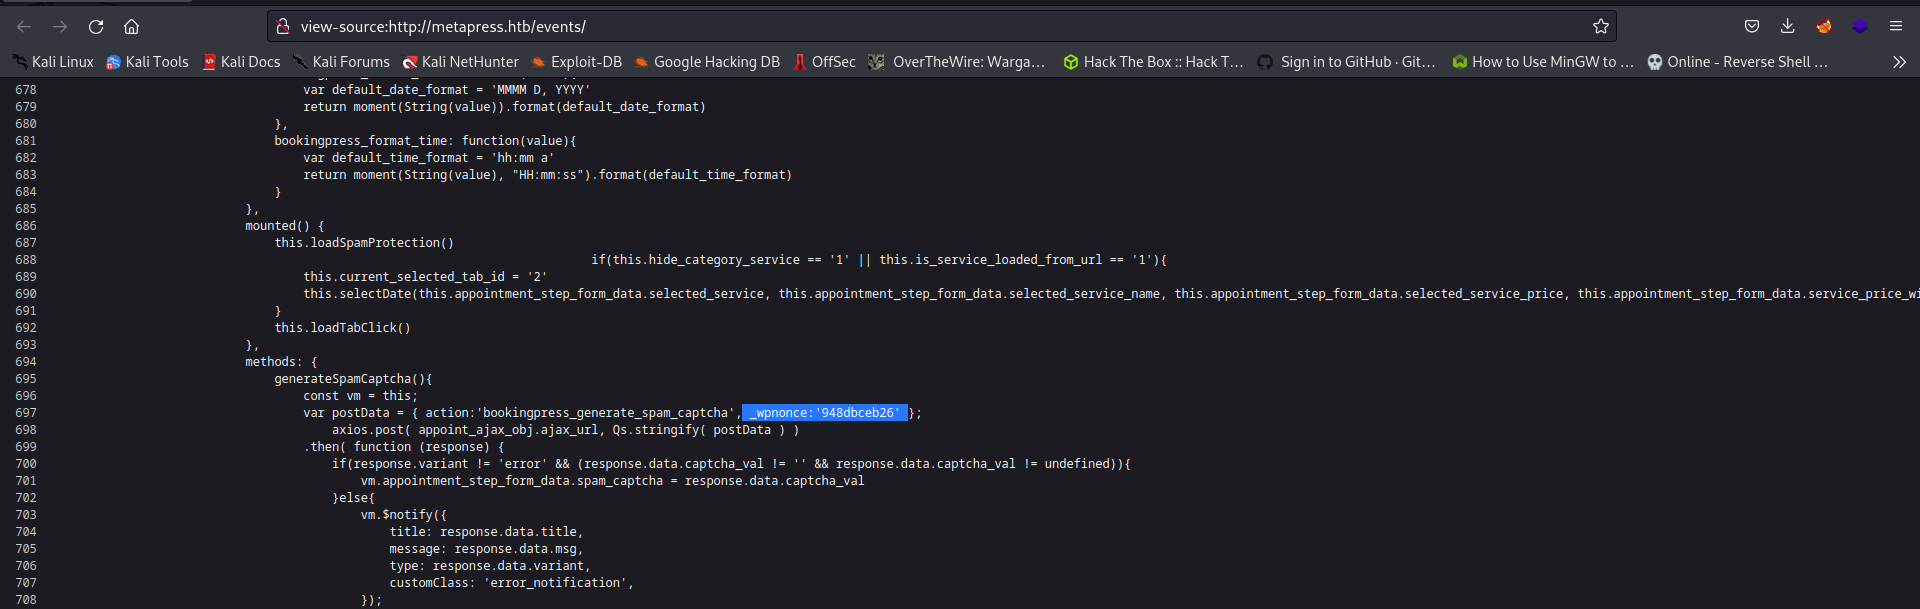 view-source:http://metapress.htb/events/
Kali Linux Kali Tools Kali Docs Kali Forums Kali NetHunter Exploit-DB Google Hacking DB OffSec OverTheWire: Warga… Hack The Box :: Hack T… Sign in to GitHub · Git… How to Use MinGW to … Online - Reverse Shell …
678 var default_date_format = 'MMMM D, YYYY'
679 return moment(String(value)).format(default_date_format)
680 },
681 bookingpress_format_time: function(value){
682 var default_time_format = 'hh:mm a'
683 return moment(String(value), "HH:mm:ss").format(default_time_format)
684 }
685 },
686 mounted() {
687 this.loadSpamProtection()
688 if(this.hide_category_service == '1' || this.is_service_loaded_from_url == '1'){
689 this.current_selected_tab_id = '2'
690 this.selectDate(this.appointment_step_form_data.selected_service, this.appointment_step_form_data.selected_service_name, this.appointment_step_form_data.selected_service_price, this.appointment_step_form_data.service_price_wi
691 }
692 this.loadTabClick()
693 },
694 methods: {
695 generateSpamCaptcha(){
696 const vm = this;
697 var postData = { action:'bookingpress_generate_spam_captcha', _wpnonce:'948dbceb26' };
698 axios.post( appoint_ajax_obj.ajax_url, Qs.stringify( postData ) )
699 .then( function (response) {
700 if(response.variant != 'error' && (response.data.captcha_val != '' && response.data.captcha_val != undefined)){
701 vm.appointment_step_form_data.spam_captcha = response.data.captcha_val
702 }else{
703 vm.$notify({
704 title: response.data.title,
705 message: response.data.msg,
706 type: response.data.variant,
707 customClass: 'error_notification',
708 });